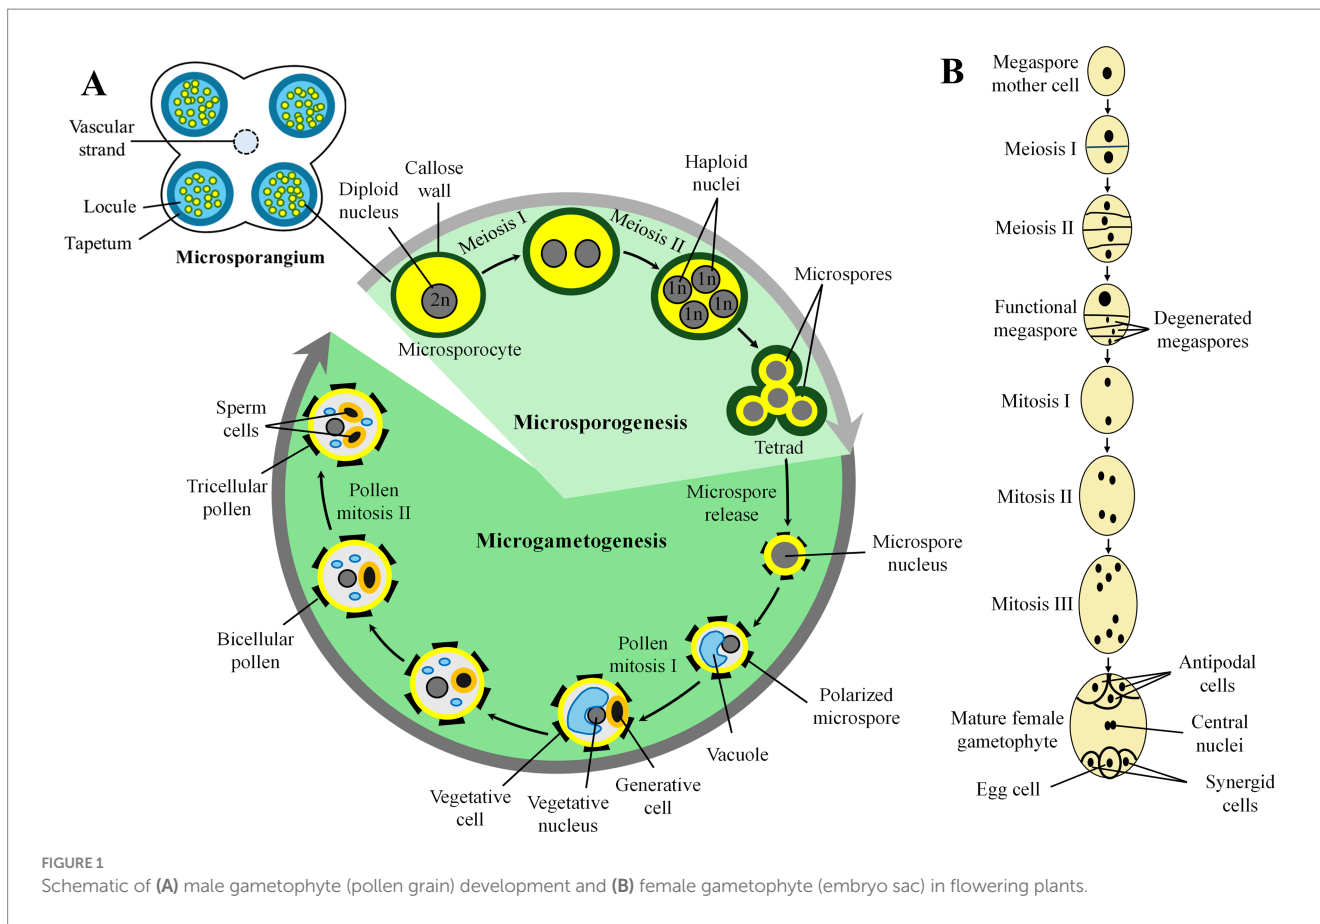 A
Vascular
strand
Locule
Tapetum
Microsporangium
Diploid
nucleus
Callose
wall
Meiosis I
Meiosis II
Haploid
nuclei
2n
1n
1n
1n
1n
Microsporocyte
Microspores
Microsporogenesis
Tetrad
Microspore
release
Microspore
nucleus
Microgametogenesis
Pollen
mitosis I
Polarized
microspore
Vacuole
Generative
cell
Vegetative
nucleus
Vegetative
cell
Bicellular
pollen
Pollen
mitosis II
Tricellular
pollen
Sperm
cells
B
Megaspore
mother cell
Meiosis I
Meiosis II
Functional
megaspore
Degenerated
megaspores
Mitosis I
Mitosis II
Mitosis III
Antipodal
cells
Mature female
gametophyte
Central
nuclei
Egg cell
Synergid
cells
FIGURE 1
Schematic of (A) male gametophyte (pollen grain) development and (B) female gametophyte (embryo sac) in flowering plants.